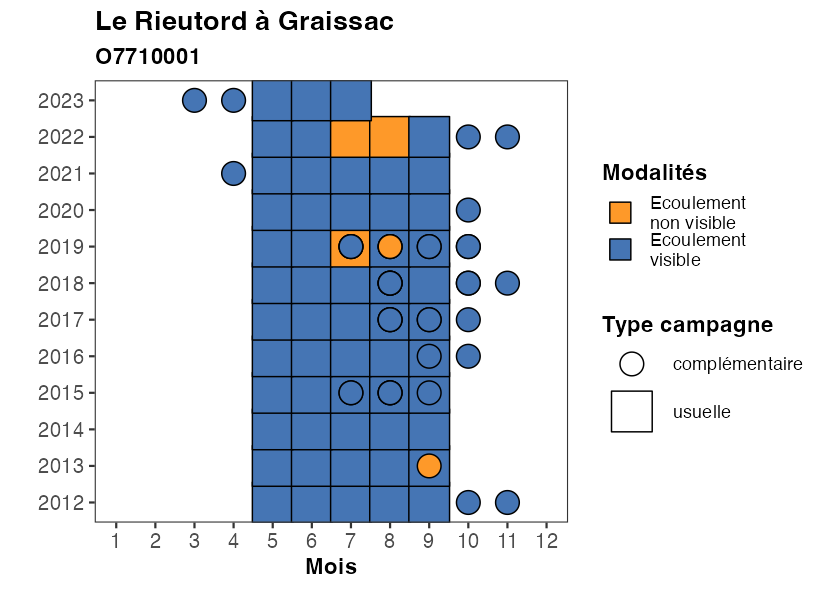 Le Rieutord à Graissac
O7710001
2023
2022
2021
2020
2019
2018
2017
2016
2015
2014
2013
2012
1 2 3 4 5 6 7 8 9 10 11 12
Mois
Modalités
Ecoulement
non visible
Ecoulement
visible
Type campagne
complémentaire
usuelle